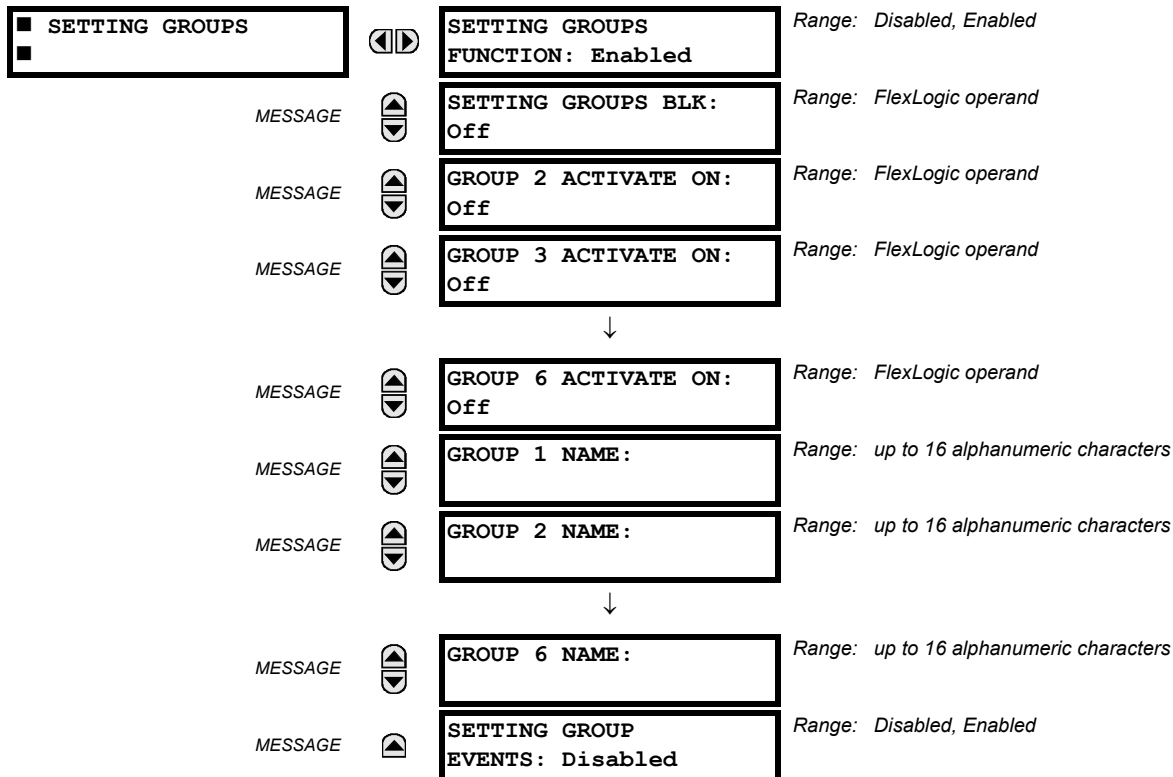 ■ SETTING GROUPS
■
SETTING GROUPS
FUNCTION: Enabled
Range: Disabled, Enabled
MESSAGE
SETTING GROUPS BLK:
Off
Range: FlexLogic operand
MESSAGE
GROUP 2 ACTIVATE ON:
Off
Range: FlexLogic operand
MESSAGE
GROUP 3 ACTIVATE ON:
Off
Range: FlexLogic operand
↓
MESSAGE
GROUP 6 ACTIVATE ON:
Off
Range: FlexLogic operand
MESSAGE
GROUP 1 NAME:
Range: up to 16 alphanumeric characters
MESSAGE
GROUP 2 NAME:
Range: up to 16 alphanumeric characters
↓
MESSAGE
GROUP 6 NAME:
Range: up to 16 alphanumeric characters
MESSAGE
SETTING GROUP
EVENTS: Disabled
Range: Disabled, Enabled